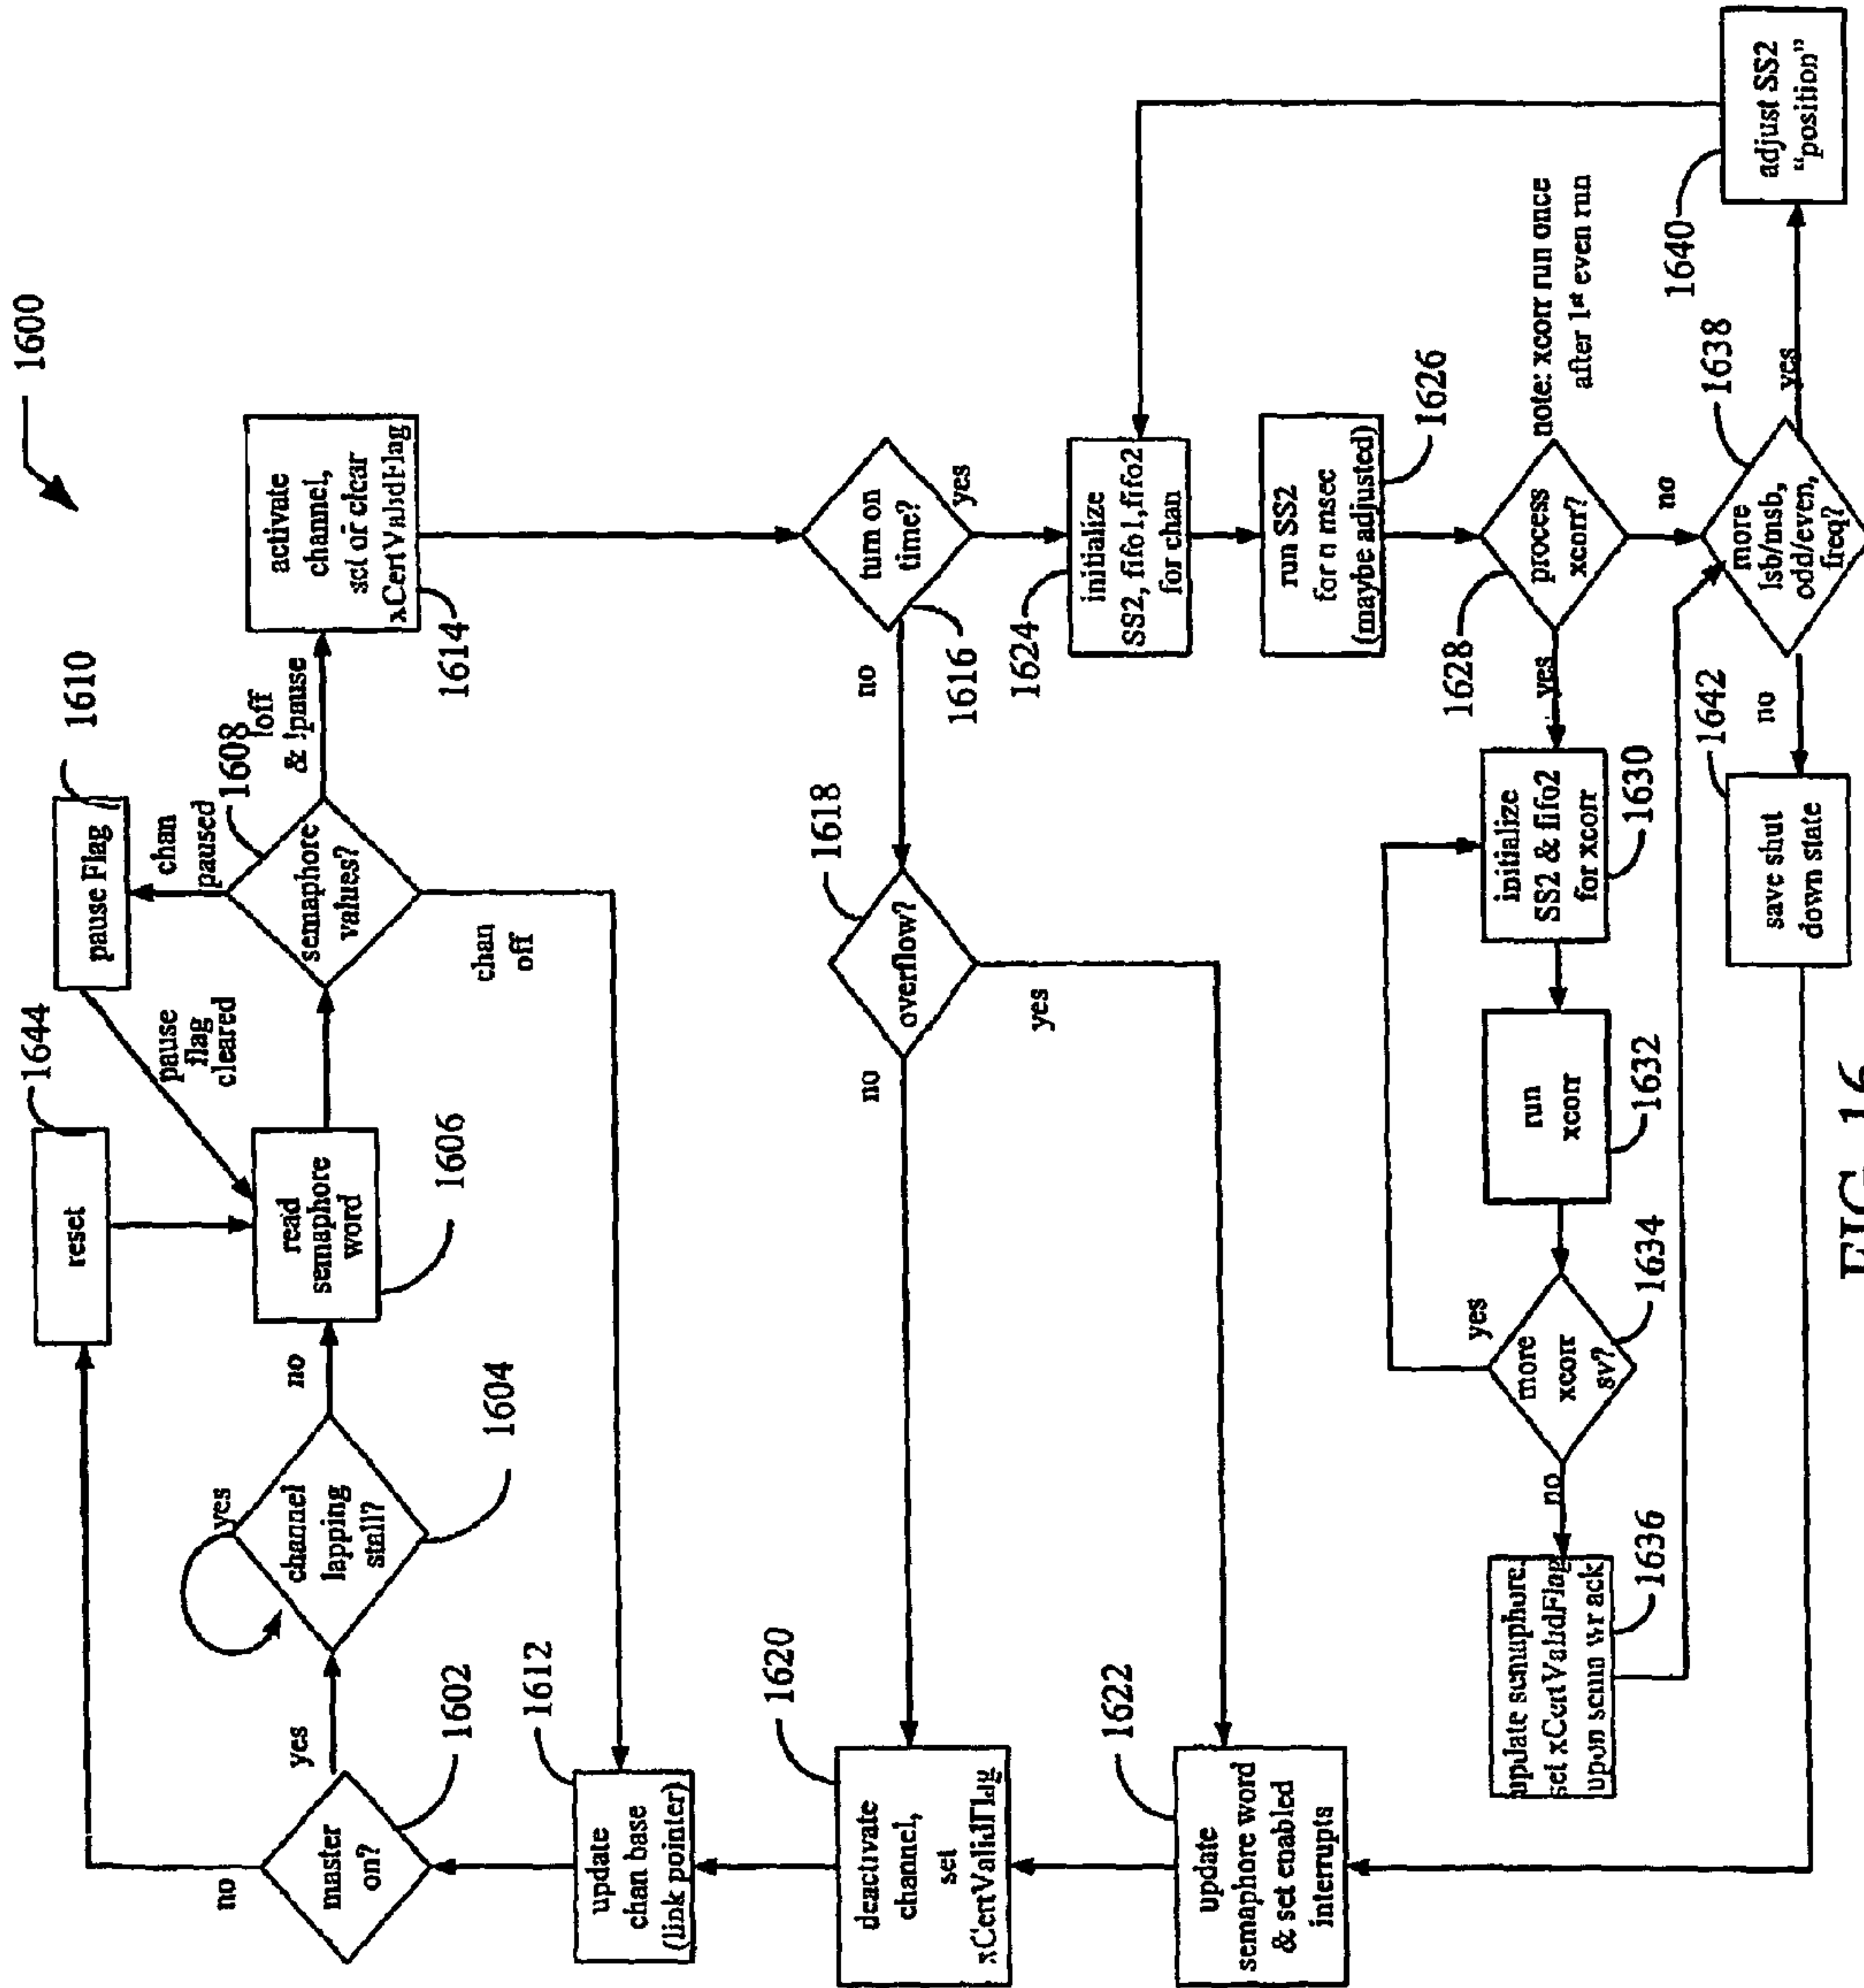 1600
no
master
on?
1602
yes
yes
channel
lapping
stall?
1604
no
reset
1644
read
semaphore
word
1606
pause
flag
cleared
pause Flag
1610
chan
paused
semaphore
values?
1608
!off
& !pause
chan
off
activate
channel,
set or clear
xCertValidFlag
1614
update
chan base
(link pointer)
1612
deactivate
channel,
set
xCertValidFlag
1620
no
overflow?
1618
yes
no
turn on
time?
1616
yes
update
semaphore word
& set enabled
interrupts
1622
initialize
SS2, fifo1,fifo2
for chan
1624
run SS2
for n msec
(maybe adjusted)
1626
update semaphore,
set xCertValidFlag
upon sema wr ack
1636
no
more
xcorr
sv?
1634
yes
run
xcorr
1632
initialize
SS2 & fifo2
for xcorr
1630
yes
process
xcorr?
1628
note: xcorr run once
after 1st even run
no
save shut
down state
1642
no
more
lsb/msb,
odd/even,
freq?
1638
yes
adjust SS2
"position"
1640
FIG. 16